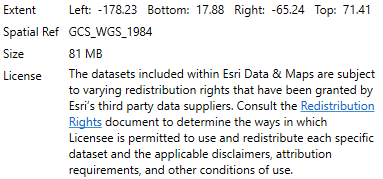 Extent Left: -178.23 Bottom: 17.88 Right: -65.24 Top: 71.41
Spatial Ref GCS_WGS_1984
Size 81 MB
License The datasets included within Esri Data & Maps are subject
to varying redistribution rights that have been granted by
Esri's third party data suppliers. Consult the Redistribution
Rights document to determine the ways in which
Licensee is permitted to use and redistribute each specific
dataset and the applicable disclaimers, attribution
requirements, and other conditions of use.